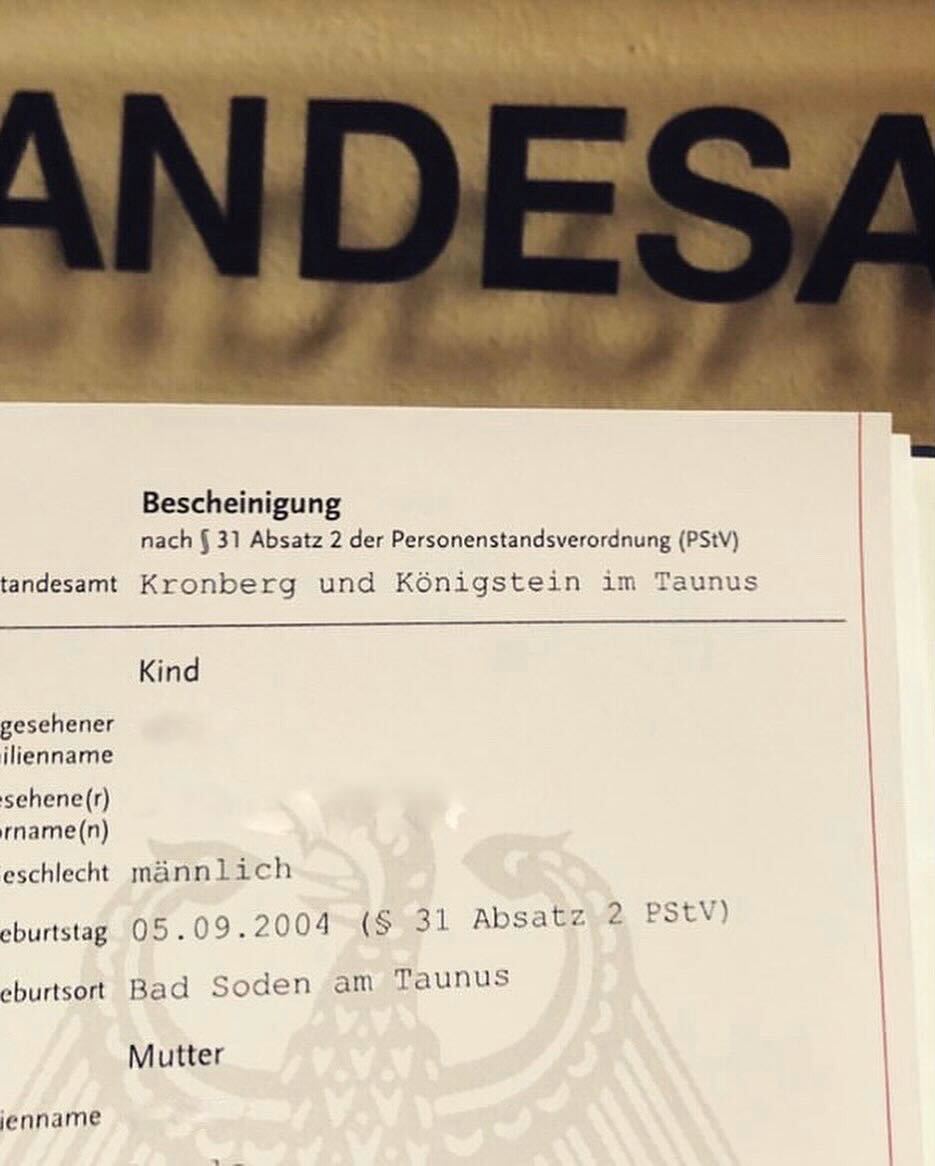 ANDESA
Bescheinigung
nach § 31 Absatz 2 der Personenstandsverordnung (PStV)
tandesamt Kronberg und Königstein im Taunus
Kind
gesehener
ilienname
sehene(r)
rname(n)
eschlecht männlich
eburtstag 05.09.2004 (§ 31 Absatz 2 PStV)
eburtsort Bad Soden am Taunus
Mutter
ienname